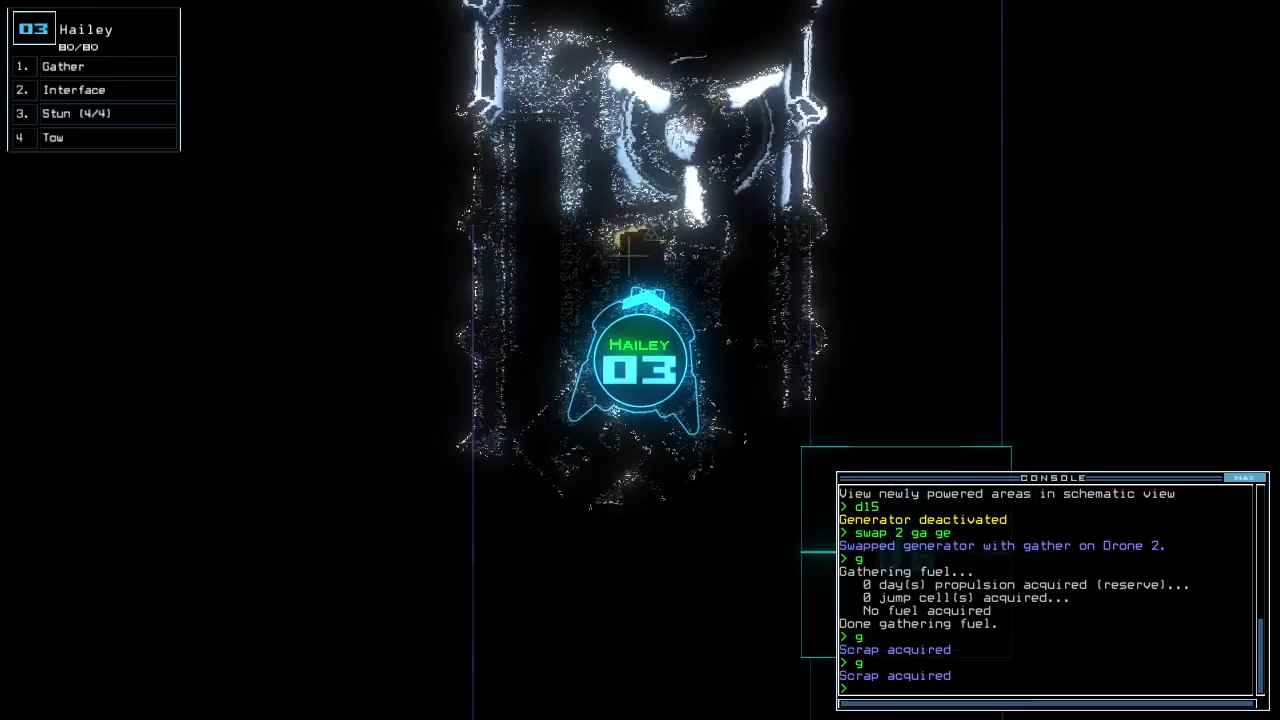 03 Hailey
80/80
1. Gather
2. Interface
3. Stun (4/4)
4 Tow
Hailey
03
CONSOLE
MAX
View newly powered areas in schematic view
> d15
Generator deactivated
> swap 2 ga ge
Swapped generator with gather on Drone 2.
> g
Gathering fuel...
0 day(s) propulsion acquired (reserve)...
0 jump cell(s) acquired...
No fuel acquired
Done gathering fuel.
> g
Scrap acquired
> g
Scrap acquired
>